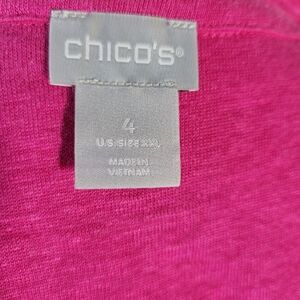 chico's®
4
U.S. SIZE XXL
MADE IN
VIETNAM